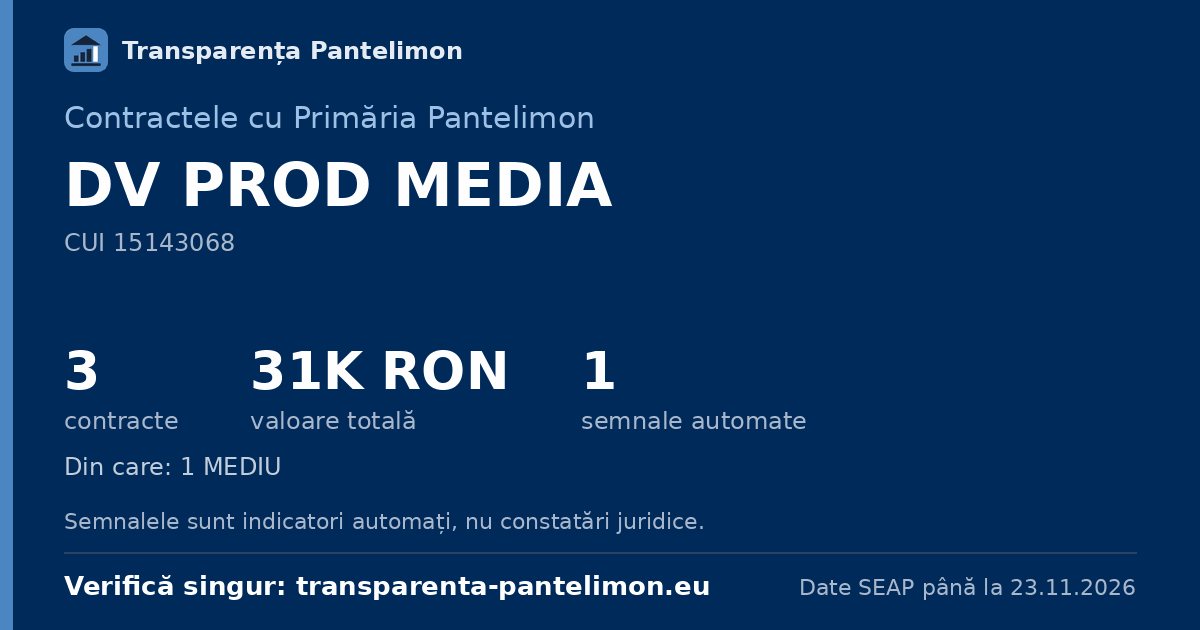 Transparența Pantelimon
Contractele cu Primăria Pantelimon
DV PROD MEDIA
CUI 15143068
3
contracte
31K RON
valoare totală
1
semnale automate
Din care: 1 MEDIU
Semnalele sunt indicatori automați, nu constatări juridice.
Verifică singur: transparenta-pantelimon.eu
Date SEAP până la 23.11.2026